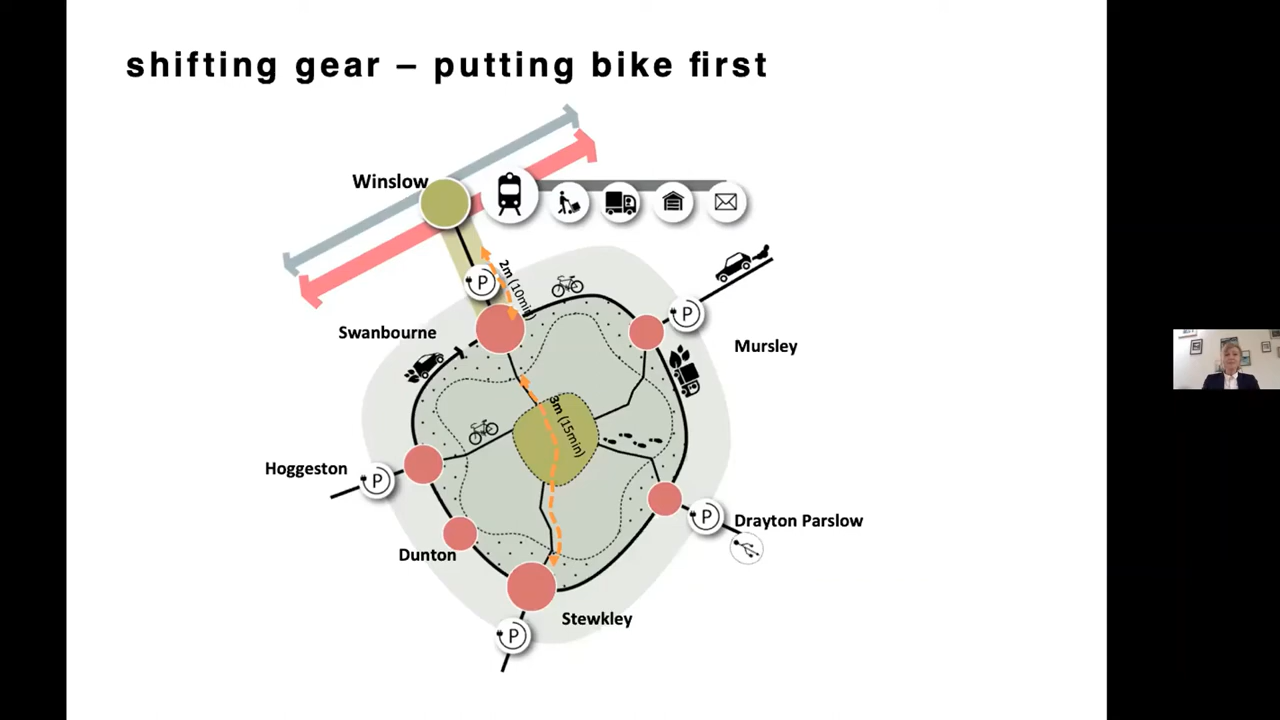 shifting gear – putting bike first
Winslow
P
2m (10min)
Swanbourne
P
Mursley
3m (15min)
Hoggeston
P
P
Drayton Parslow
Dunton
Stewkley
P